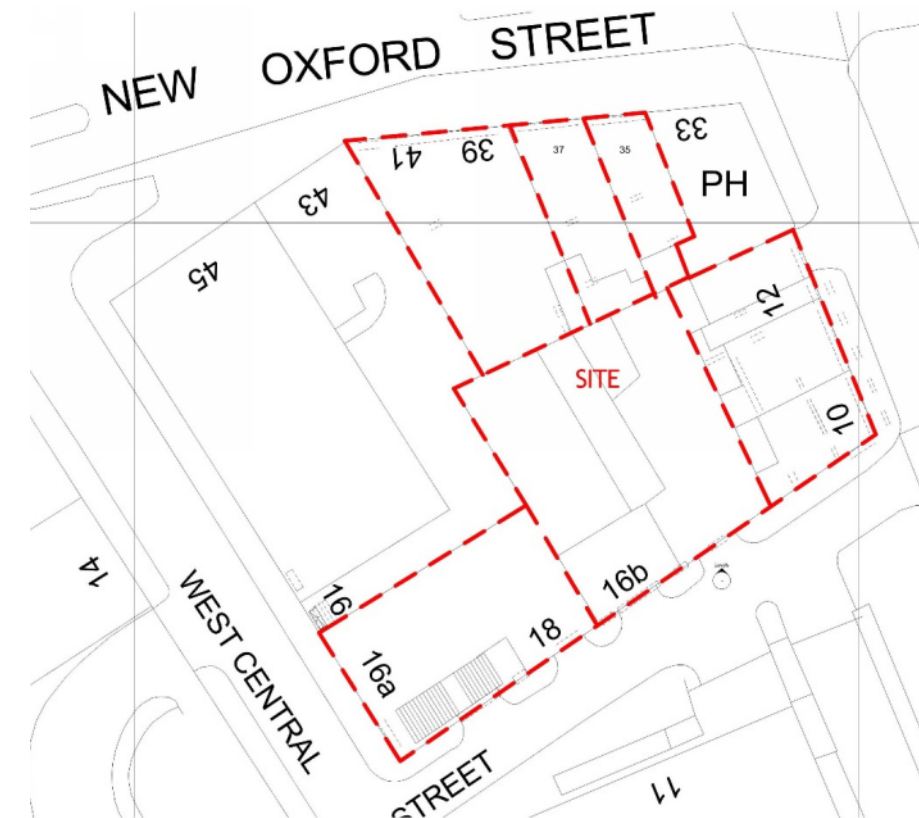 NEW OXFORD STREET
33
41 39 37 35
PH
43
45
12
SITE
10
14
16
16b
WEST CENTRAL
18
16a
STREET
11